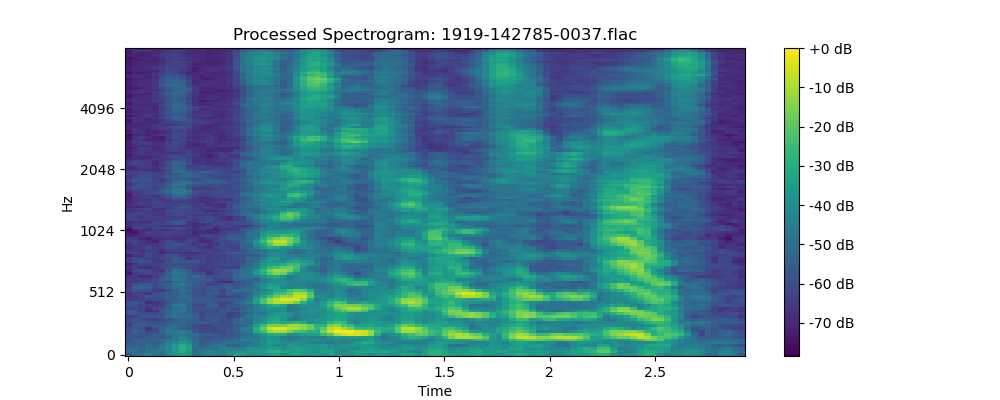 Processed Spectrogram: 1919-142785-0037.flac
Hz
4096
2048
1024
512
0
0
0.5
1
1.5
2
2.5
Time
+0 dB
-10 dB
-20 dB
-30 dB
-40 dB
-50 dB
-60 dB
-70 dB